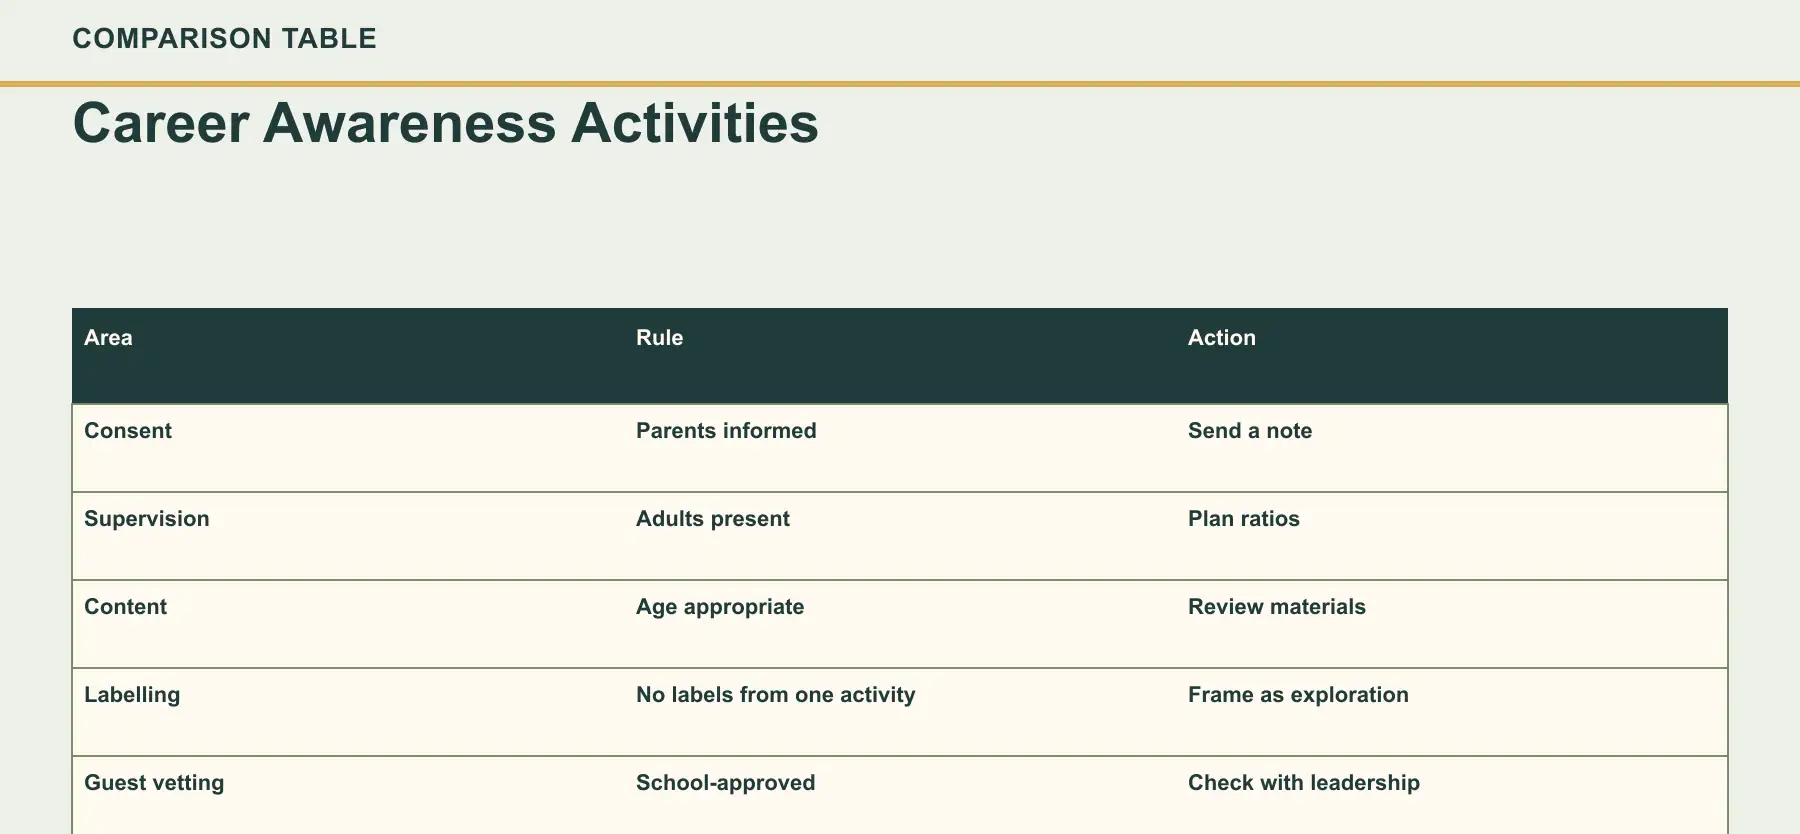 COMPARISON TABLE
Career Awareness Activities
Area Rule Action
Consent Parents informed Send a note
Supervision Adults present Plan ratios
Content Age appropriate Review materials
Labelling No labels from one activity Frame as exploration
Guest vetting School-approved Check with leadership